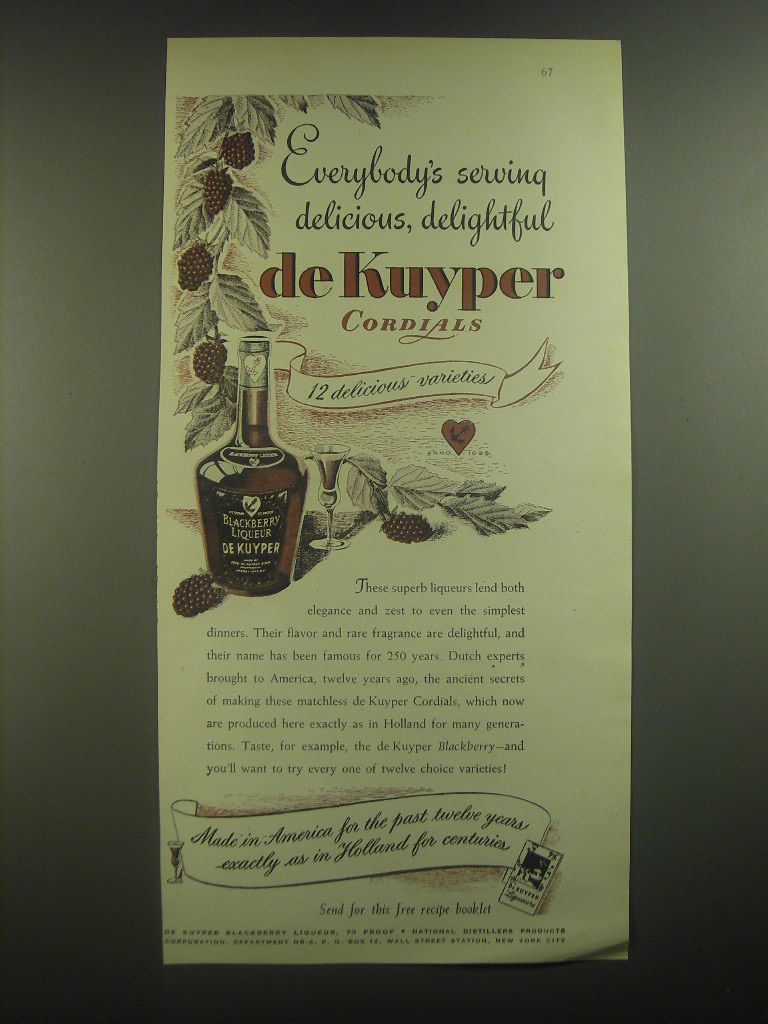 67
Everybody's serving
delicious, delightful
de Kuyper
CORDIALS
12 delicious varieties
ANNO 1695
BLACKBERRY LIQUEUR
BLACKBERRY
LIQUEUR
DE KUYPER
These superb liqueurs lend both
elegance and zest to even the simplest
dinners. Their flavor and rare fragrance are delightful, and
their name has been famous for 250 years. Dutch experts
brought to America, twelve years ago, the ancient secrets
of making these matchless de Kuyper Cordials, which now
are produced here exactly as in Holland for many genera-
tions. Taste, for example, the de Kuyper Blackberry—and
you'll want to try every one of twelve choice varieties!
Made in America for the past twelve years
exactly as in Holland for centuries
DE KUYPER
Liqueurs
Send for this free recipe booklet
DE KUYPER BLACKBERRY LIQUEUR, 70 PROOF • NATIONAL DISTILLERS PRODUCTS
CORPORATION, DEPARTMENT HB-6, P. O. BOX 12, WALL STREET STATION, NEW YORK CITY